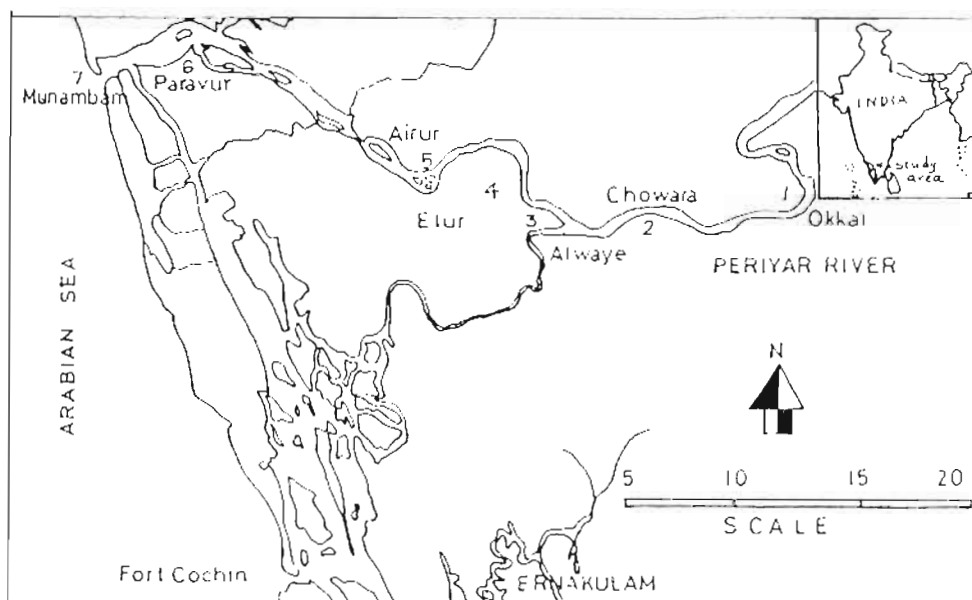 7
Munambam
6
Paravur
Airur
5
4
Elur
3
Alwaye
Chowara
2
1
Okkal
PERIYAR RIVER
INDIA
study
area
ARABIAN SEA
N
5 10 15 20
SCALE
Fort Cochin
ERNAKULAM